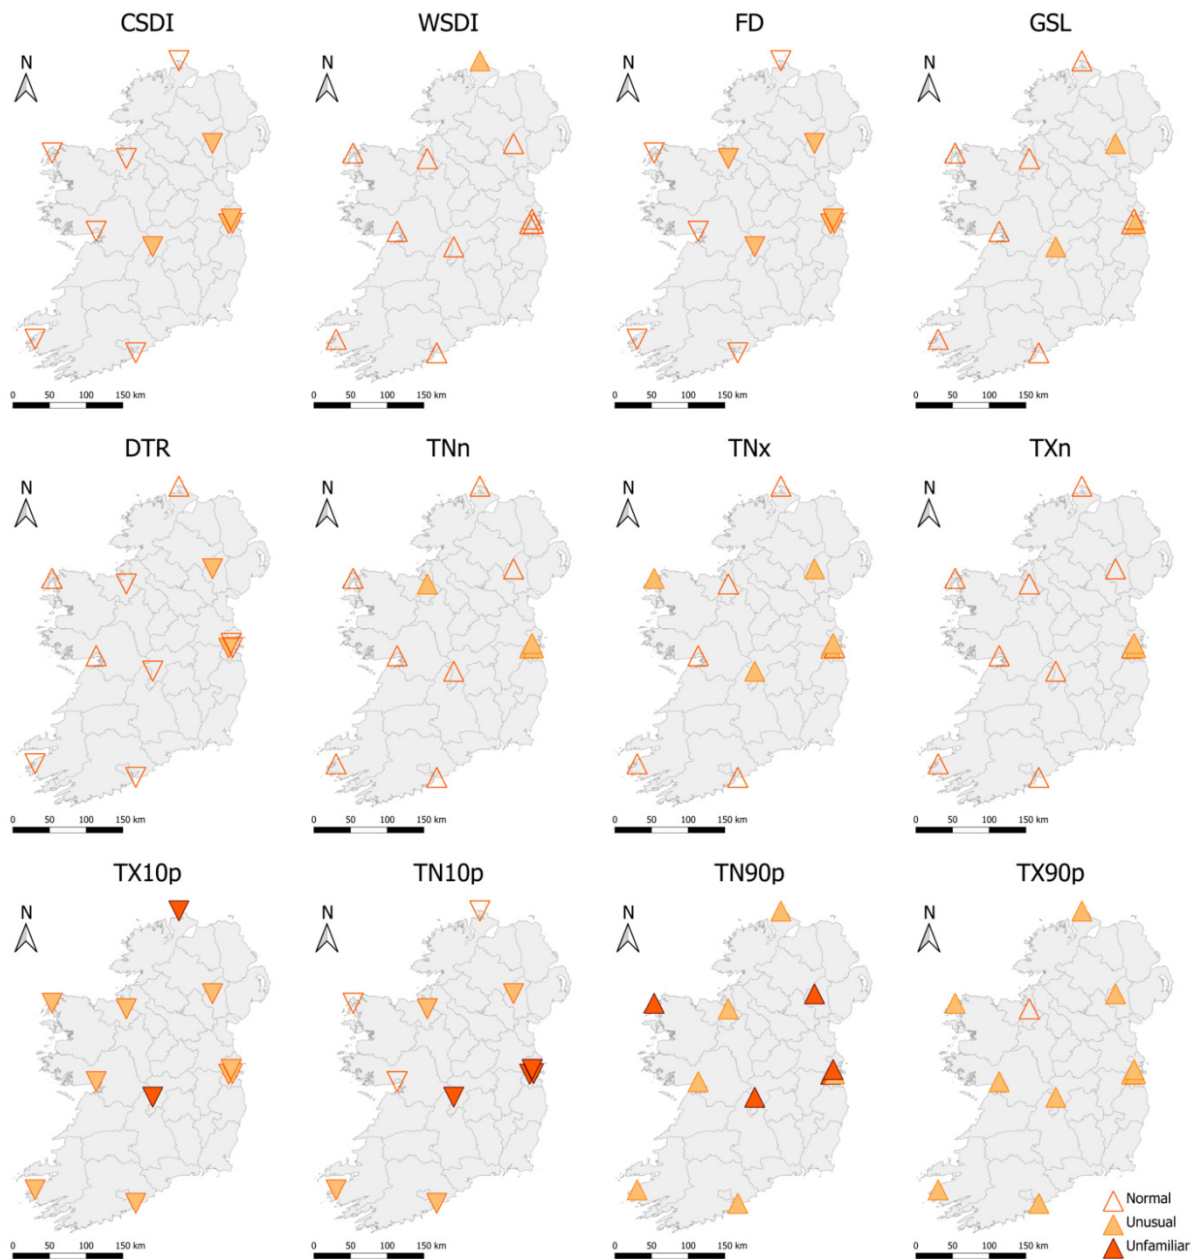 CSDI WSDI FD GSL
N N N N
0 50 100 150 km 0 50 100 150 km 0 50 100 150 km 0 50 100 150 km
DTR TNn TNx TXn
N N N N
0 50 100 150 km 0 50 100 150 km 0 50 100 150 km 0 50 100 150 km
TX10p TN10p TN90p TX90p
N N N N
Normal
Unusual
Unfamiliar
0 50 100 150 km 0 50 100 150 km 0 50 100 150 km 0 50 100 150 km